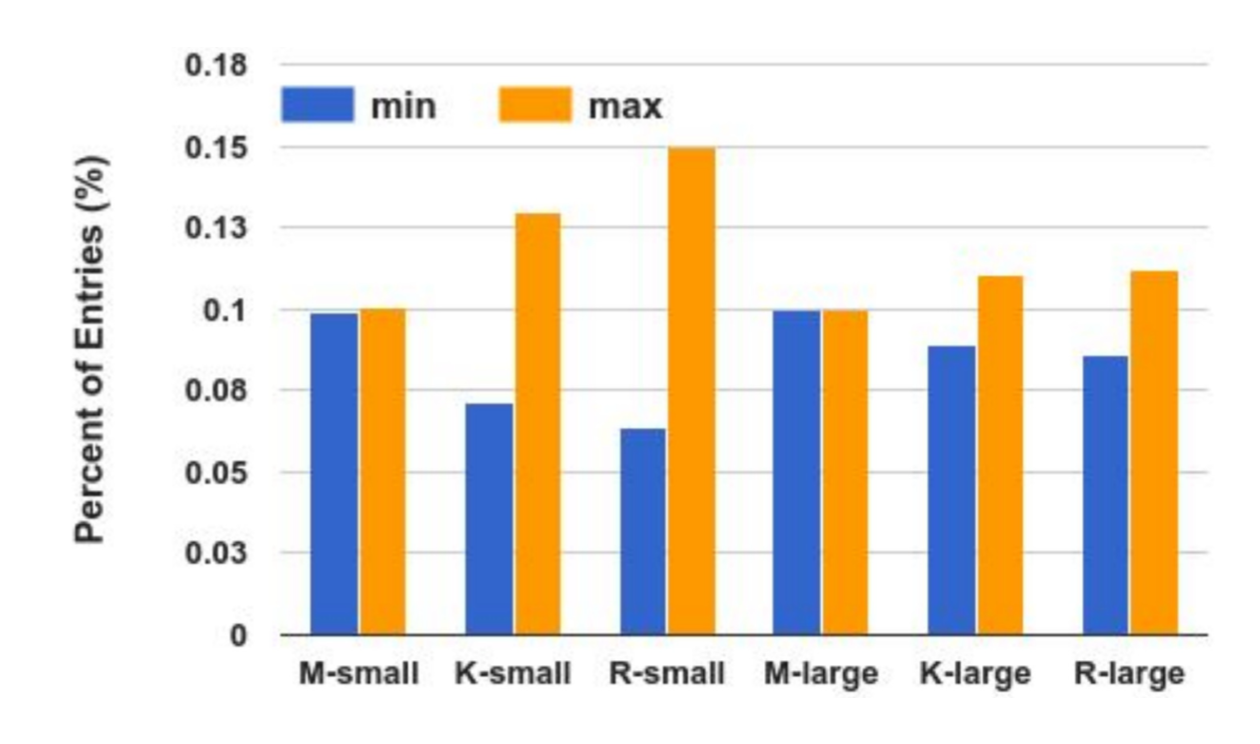 0.18
min max
0.15
0.13
0.1
0.08
0.05
0.03
0
Percent of Entries (%)
M-small K-small R-small M-large K-large R-large